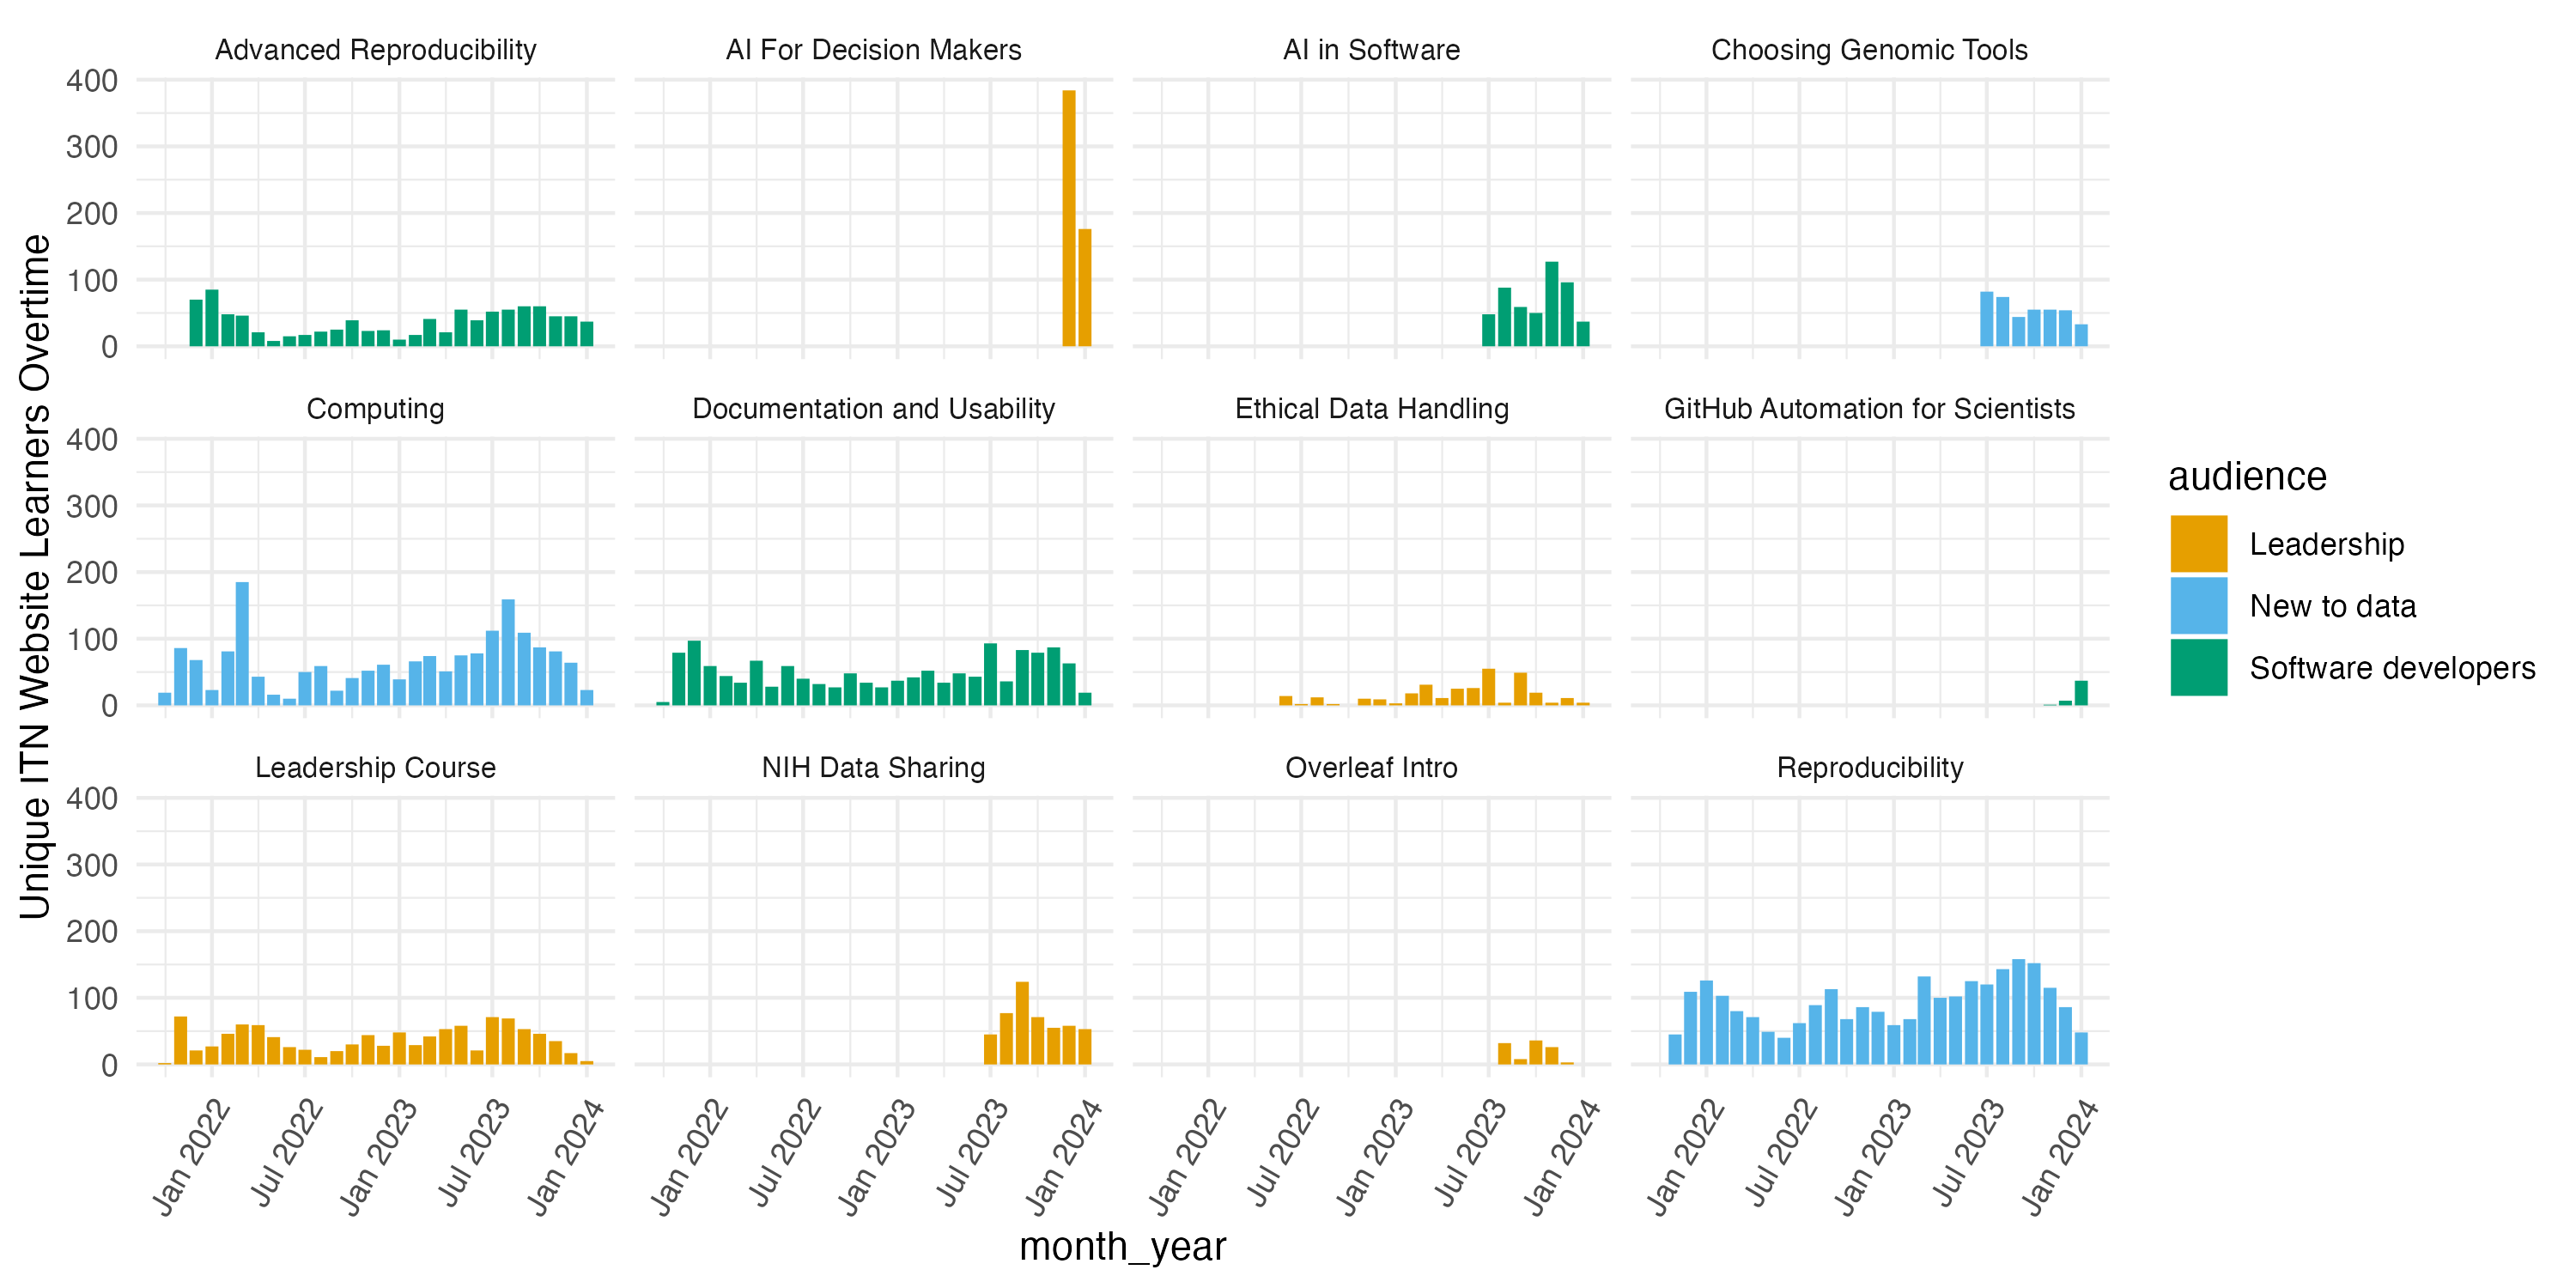 Advanced Reproducibility
AI For Decision Makers
AI in Software
Choosing Genomic Tools
400
300
200
100
0
Computing
Documentation and Usability
Ethical Data Handling
GitHub Automation for Scientists
400
300
200
100
0
Leadership Course
NIH Data Sharing
Overleaf Intro
Reproducibility
400
300
200
100
0
Jan 2022
Jul 2022
Jan 2023
Jul 2023
Jan 2024
Jan 2022
Jul 2022
Jan 2023
Jul 2023
Jan 2024
Jan 2022
Jul 2022
Jan 2023
Jul 2023
Jan 2024
Jan 2022
Jul 2022
Jan 2023
Jul 2023
Jan 2024
month_year
Unique ITN Website Learners Overtime
audience
Leadership
New to data
Software developers